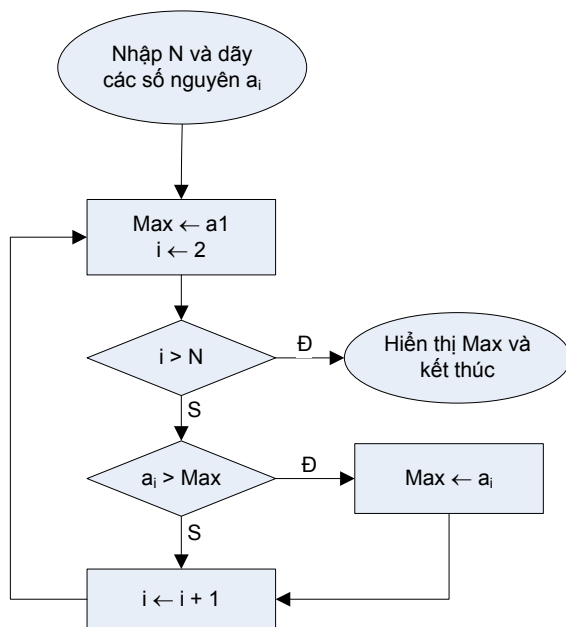 Nhập N và dãy
các số nguyên aᵢ
Max ← a1
i ← 2
i > N
Đ
Hiển thị Max và
kết thúc
S
aᵢ > Max
Đ
Max ← aᵢ
S
i ← i + 1